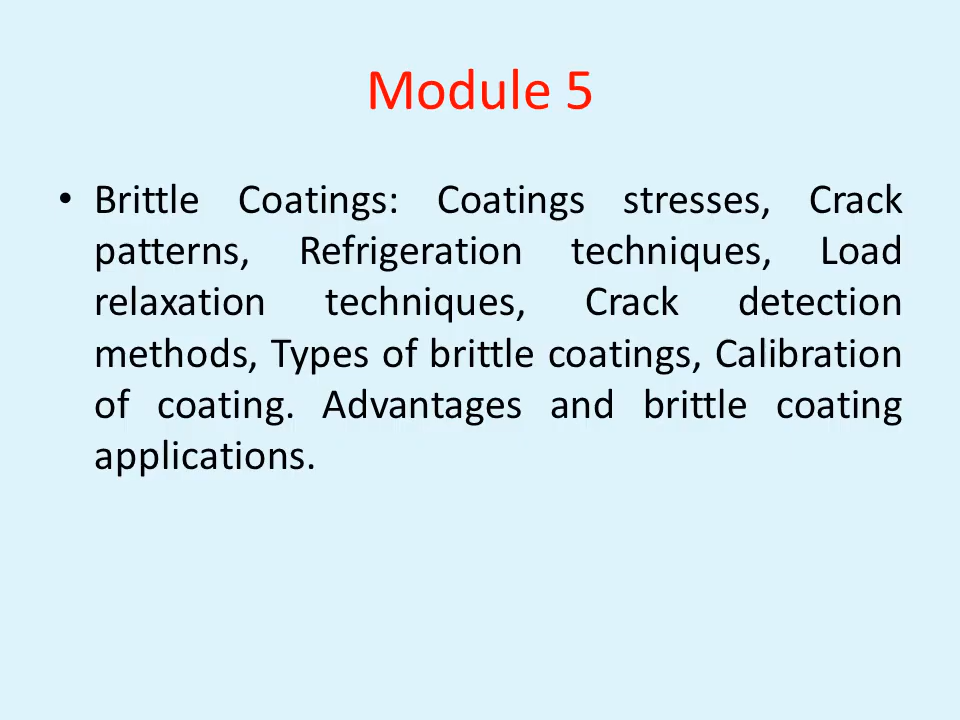 Module 5
• Brittle Coatings: Coatings stresses, Crack
patterns, Refrigeration techniques, Load
relaxation techniques, Crack detection
methods, Types of brittle coatings, Calibration
of coating. Advantages and brittle coating
applications.